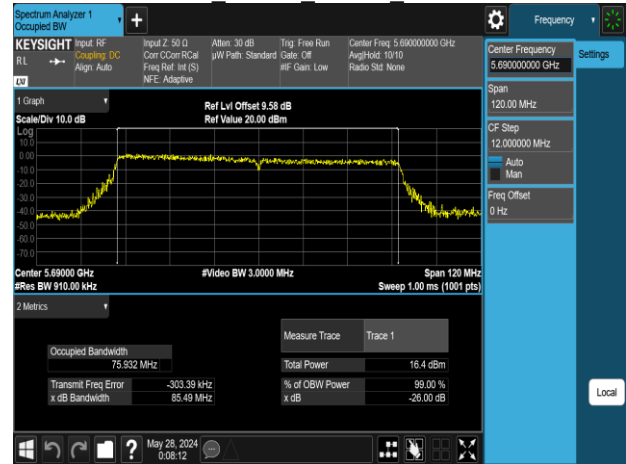 Spectrum Analyzer 1
Occupied BW
Frequency
KEYSIGHT
R L
LXI
Input: RF
Coupling: DC
Align: Auto
Input Z: 50 Ω
Corr CCorr RCal
Freq Ref: Int (S)
NFE: Adaptive
Atten: 30 dB
µW Path: Standard
Trig: Free Run
Gate: Off
#IF Gain: Low
Center Freq: 5.690000000 GHz
Avg|Hold: 10/10
Radio Std: None
Center Frequency
5.690000000 GHz
Settings
Span
120.00 MHz
CF Step
12.000000 MHz
Auto
Man
Freq Offset
0 Hz
1 Graph
Scale/Div 10.0 dB
Ref Lvl Offset 9.58 dB
Ref Value 20.00 dBm
Log
10.0
0.00
-10.0
-20.0
-30.0
-40.0
-50.0
-60.0
-70.0
Center 5.69000 GHz
#Res BW 910.00 kHz
#Video BW 3.0000 MHz
Span 120 MHz
Sweep 1.00 ms (1001 pts)
2 Metrics
Measure Trace Trace 1
Occupied Bandwidth
75.932 MHz
Total Power 16.4 dBm
Transmit Freq Error -303.39 kHz
% of OBW Power 99.00 %
x dB Bandwidth 85.49 MHz
x dB -26.00 dB
Local
?
May 28, 2024
0:08:12